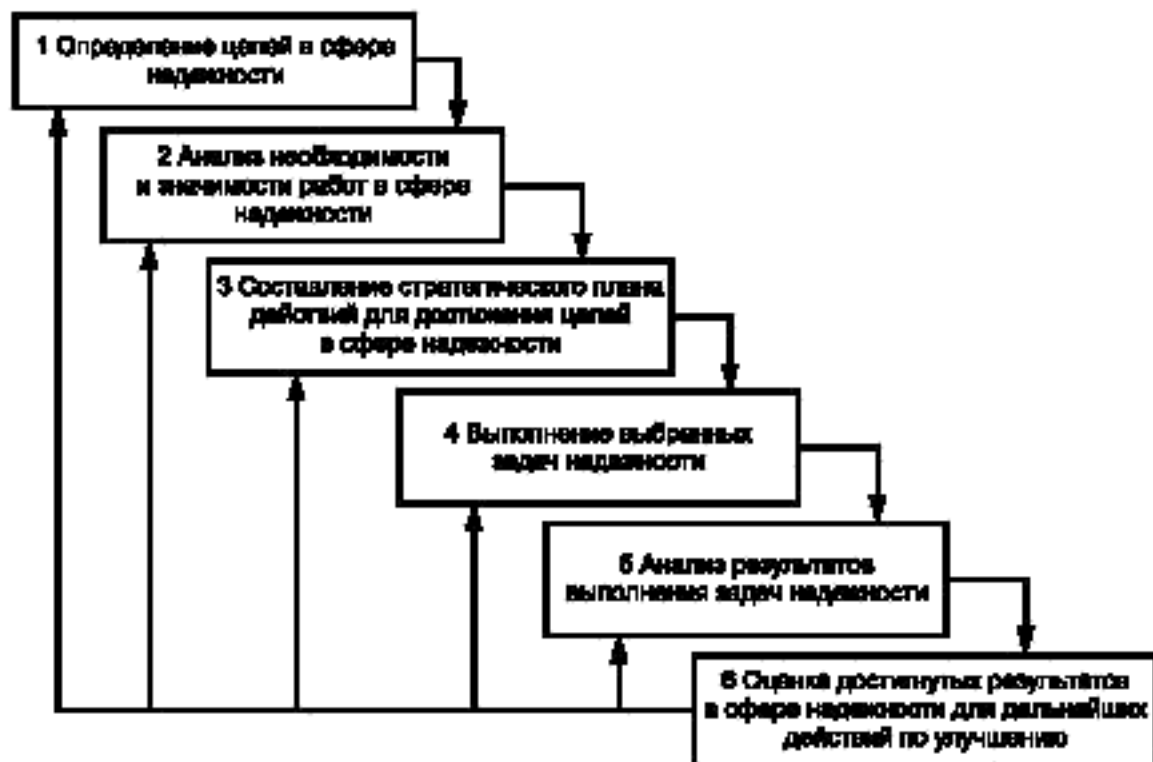 1 Определение целей в сфере
надежности
2 Анализ необходимости
и значимости работ в сфере
надежности
3 Составление стратегического плана
действий для достижения целей
в сфере надежности
4 Выполнение выбранных
задач надежности
5 Анализ результатов
выполнения задач надежности
6 Оценка достигнутых результатов
в сфере надежности для дальнейших
действий по улучшению